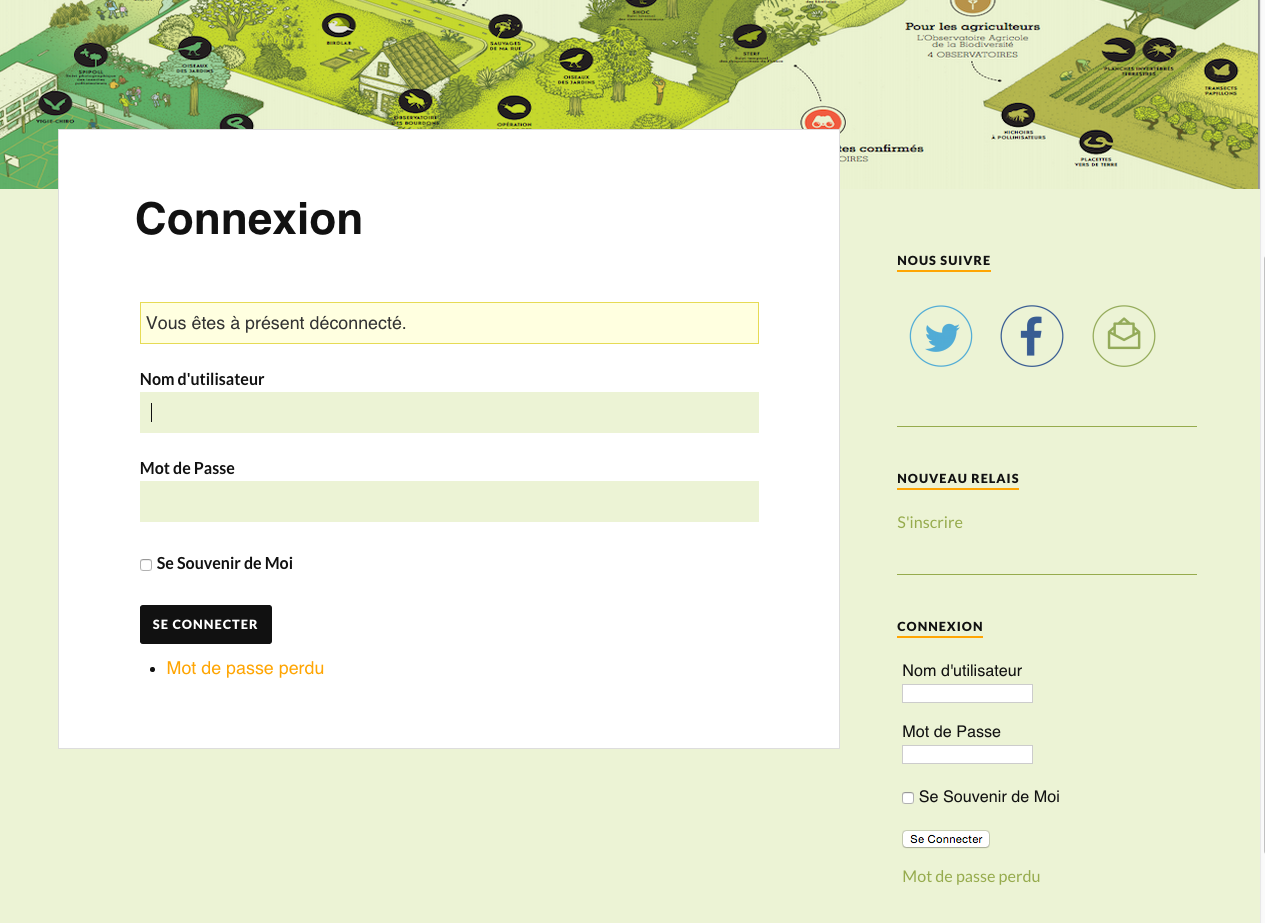 Pour les agriculteurs
L'Observatoire Agricole
de la Biodiversité
4 OBSERVATOIRES
BIRDLAB
SAUVAGES
DE MA RUE
SHOC
STERF
SPIPOLL
OISEAUX
DES JARDINS
OISEAUX
DES JARDINS
VIGIE-CHIRO
OBSERVATOIRE
DES BOURDONS
OPÉRATION
PLANCHES INVERTÉBRÉS
TERRESTRES
TRANSECTS
PAPILLONS
NICHOIRS
À POLLINISATEURS
PLACETTES
VERS DE TERRE
tes confirmés
OIRES
Connexion
Vous êtes à présent déconnecté.
Nom d'utilisateur
Mot de Passe
Se Souvenir de Moi
SE CONNECTER
Mot de passe perdu
NOUS SUIVRE
NOUVEAU RELAIS
S'inscrire
CONNEXION
Nom d'utilisateur
Mot de Passe
Se Souvenir de Moi
Se Connecter
Mot de passe perdu